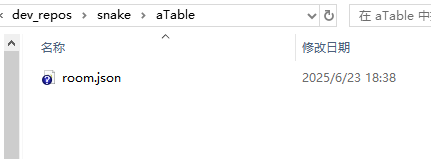 dev_repos > snake > aTable
在 aTable 中
名称 修改日期
room.json 2025/6/23 18:38